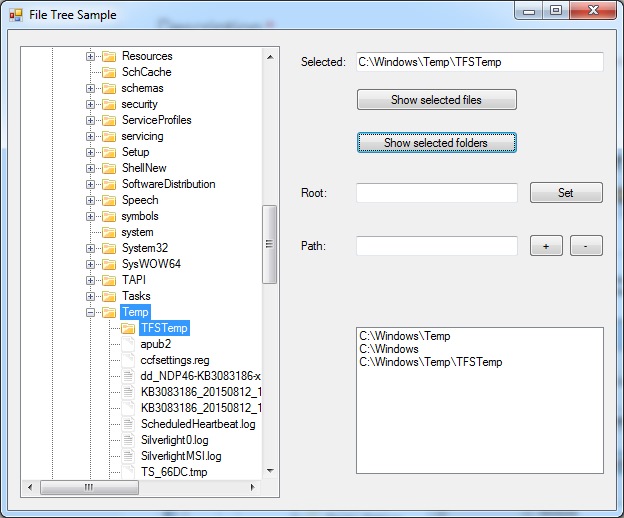 File Tree Sample
Resources
SchCache
schemas
security
ServiceProfiles
servicing
Setup
ShellNew
SoftwareDistribution
Speech
symbols
system
System32
SysWOW64
TAPI
Tasks
Temp
TFSTemp
apub2
ccfsettings.reg
dd_NDP46-KB3083186-x
KB3083186_20150812_1
KB3083186_20150812_1
ScheduledHeartbeat.log
Silverlight0.log
SilverlightMSI.log
TS_66DC.tmp
Selected: C:\Windows\Temp\TFSTemp
Show selected files
Show selected folders
Root: Set
Path: + -
C:\Windows\Temp
C:\Windows
C:\Windows\Temp\TFSTemp